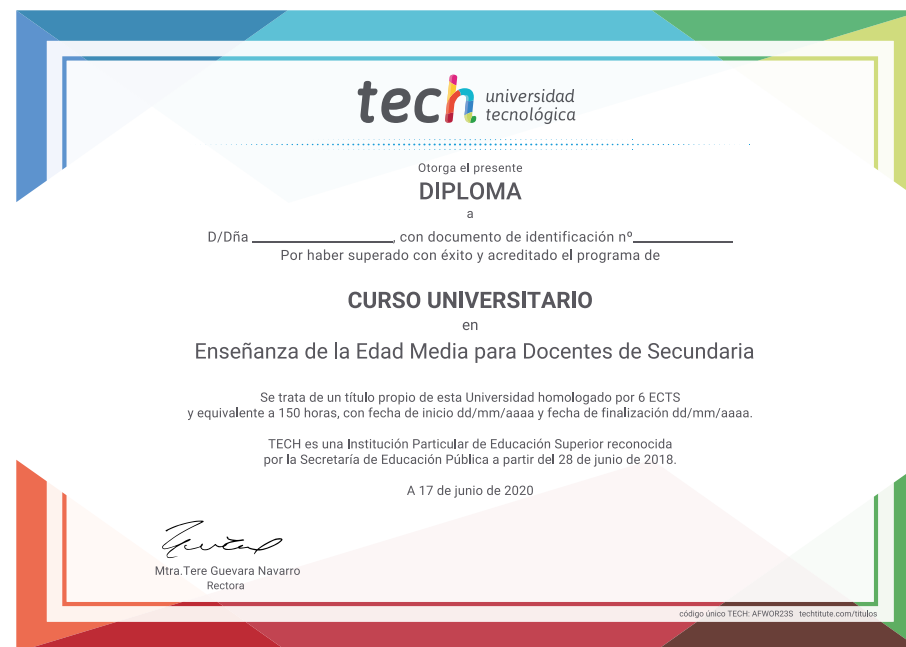 tech universidad
tecnológica
Otorga el presente
DIPLOMA
a
D/Dña ____________________, con documento de identificación nº______________
Por haber superado con éxito y acreditado el programa de
CURSO UNIVERSITARIO
en
Enseñanza de la Edad Media para Docentes de Secundaria
Se trata de un título propio de esta Universidad homologado por 6 ECTS
y equivalente a 150 horas, con fecha de inicio dd/mm/aaaa y fecha de finalización dd/mm/aaaa.
TECH es una Institución Particular de Educación Superior reconocida
por la Secretaría de Educación Pública a partir del 28 de junio de 2018.
A 17 de junio de 2020
Mtra.Tere Guevara Navarro
Rectora
código único TECH: AFWOR23S techtitute.com/titulos